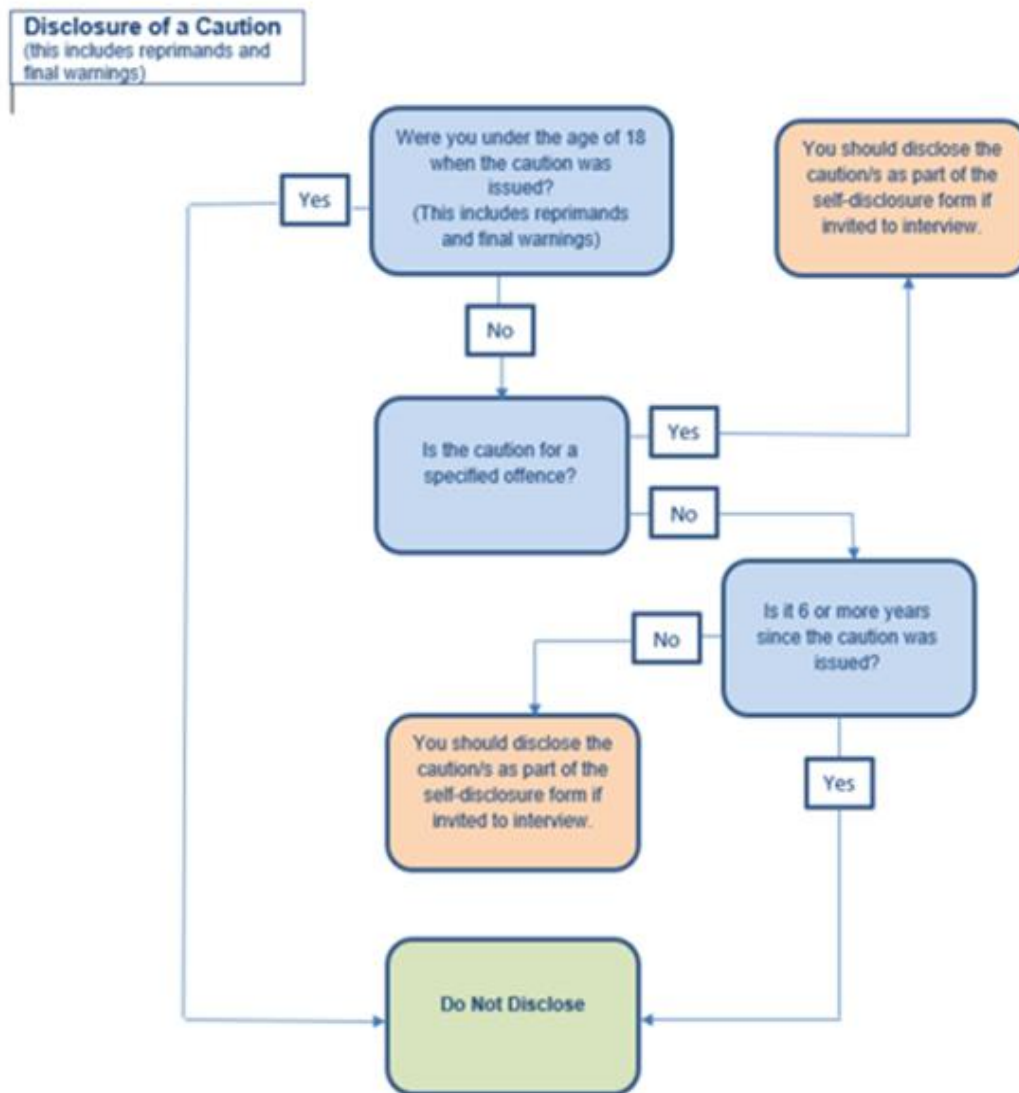 Disclosure of a Caution
(this includes reprimands and
final warnings)
Were you under the age of 18
when the caution was
issued?
(This includes reprimands
and final warnings)
Yes
No
You should disclose the
caution/s as part of the
self-disclosure form if
invited to interview.
Is the caution for a
specified offence?
Yes
No
Is it 6 or more years
since the caution was
issued?
No
Yes
You should disclose the
caution/s as part of the
self-disclosure form if
invited to interview.
Do Not Disclose